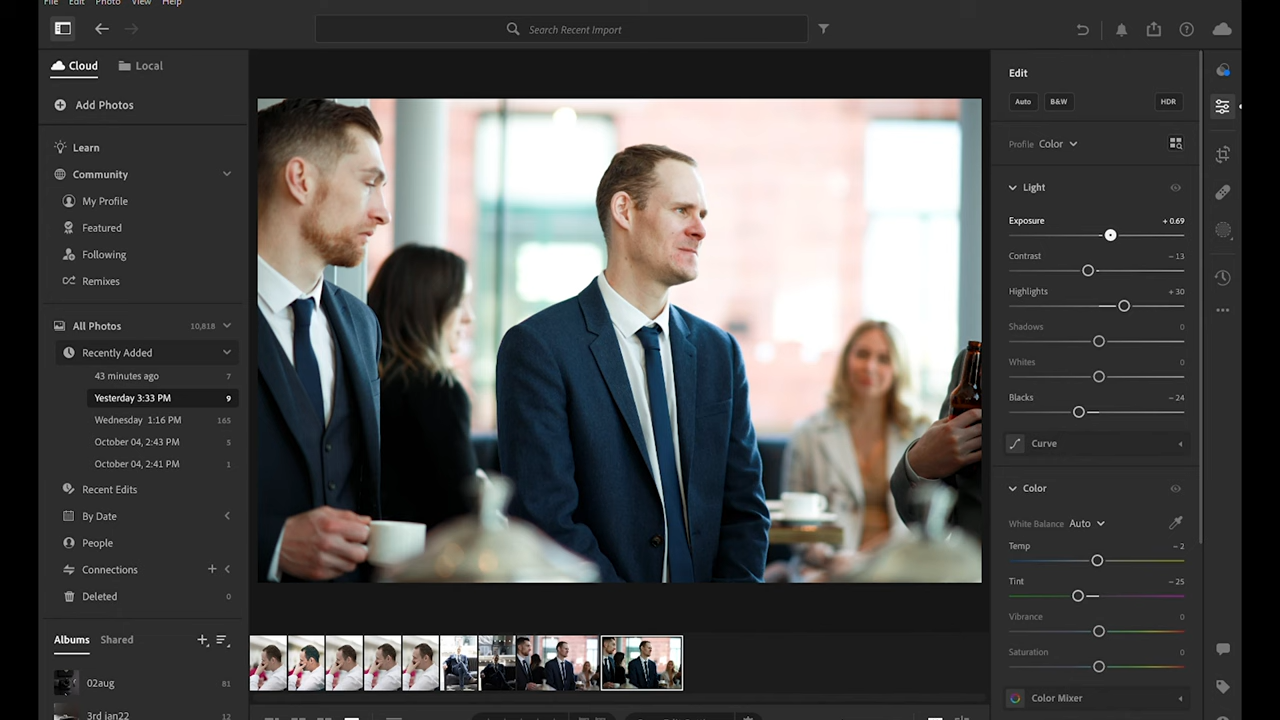 File Edit Photo View Help
Search Recent Import
Cloud Local
Add Photos
Learn
Community
My Profile
Featured
Following
Remixes
All Photos 10,818
Recently Added
43 minutes ago 7
Yesterday 3:33 PM 9
Wednesday 1:16 PM 165
October 04, 2:43 PM 5
October 04, 2:41 PM 1
Recent Edits
By Date
People
Connections
Deleted 0
Albums Shared
02aug 81
3rd jan22 12
Edit
Auto B&W HDR
Profile Color
Light
Exposure + 0.69
Contrast – 13
Highlights + 30
Shadows 0
Whites 0
Blacks – 24
Curve
Color
White Balance Auto
Temp – 2
Tint – 25
Vibrance 0
Saturation 0
Color Mixer